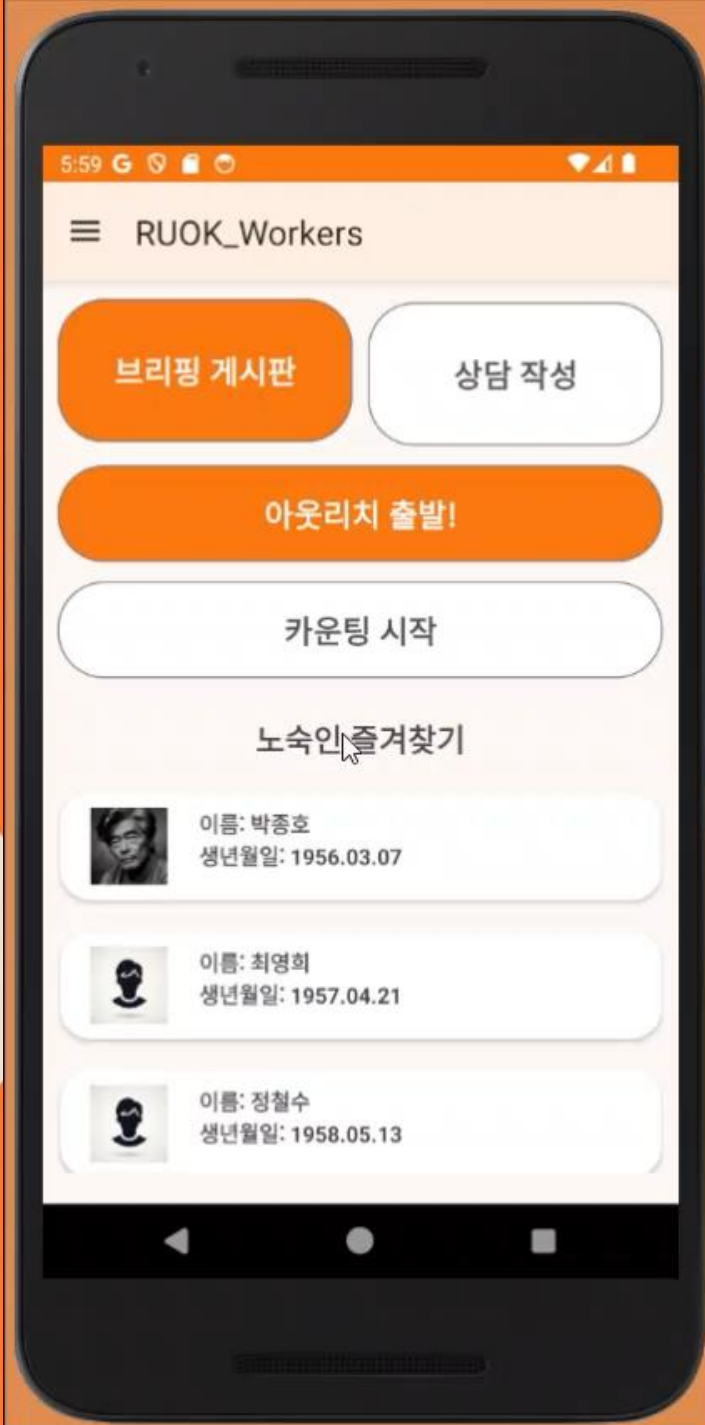 5:59 G
RUOK_Workers
브리핑 게시판
상담 작성
아웃리치 출발!
카운팅 시작
노숙인 즐겨찾기
이름: 박종호
생년월일: 1956.03.07
이름: 최영희
생년월일: 1957.04.21
이름: 정철수
생년월일: 1958.05.13